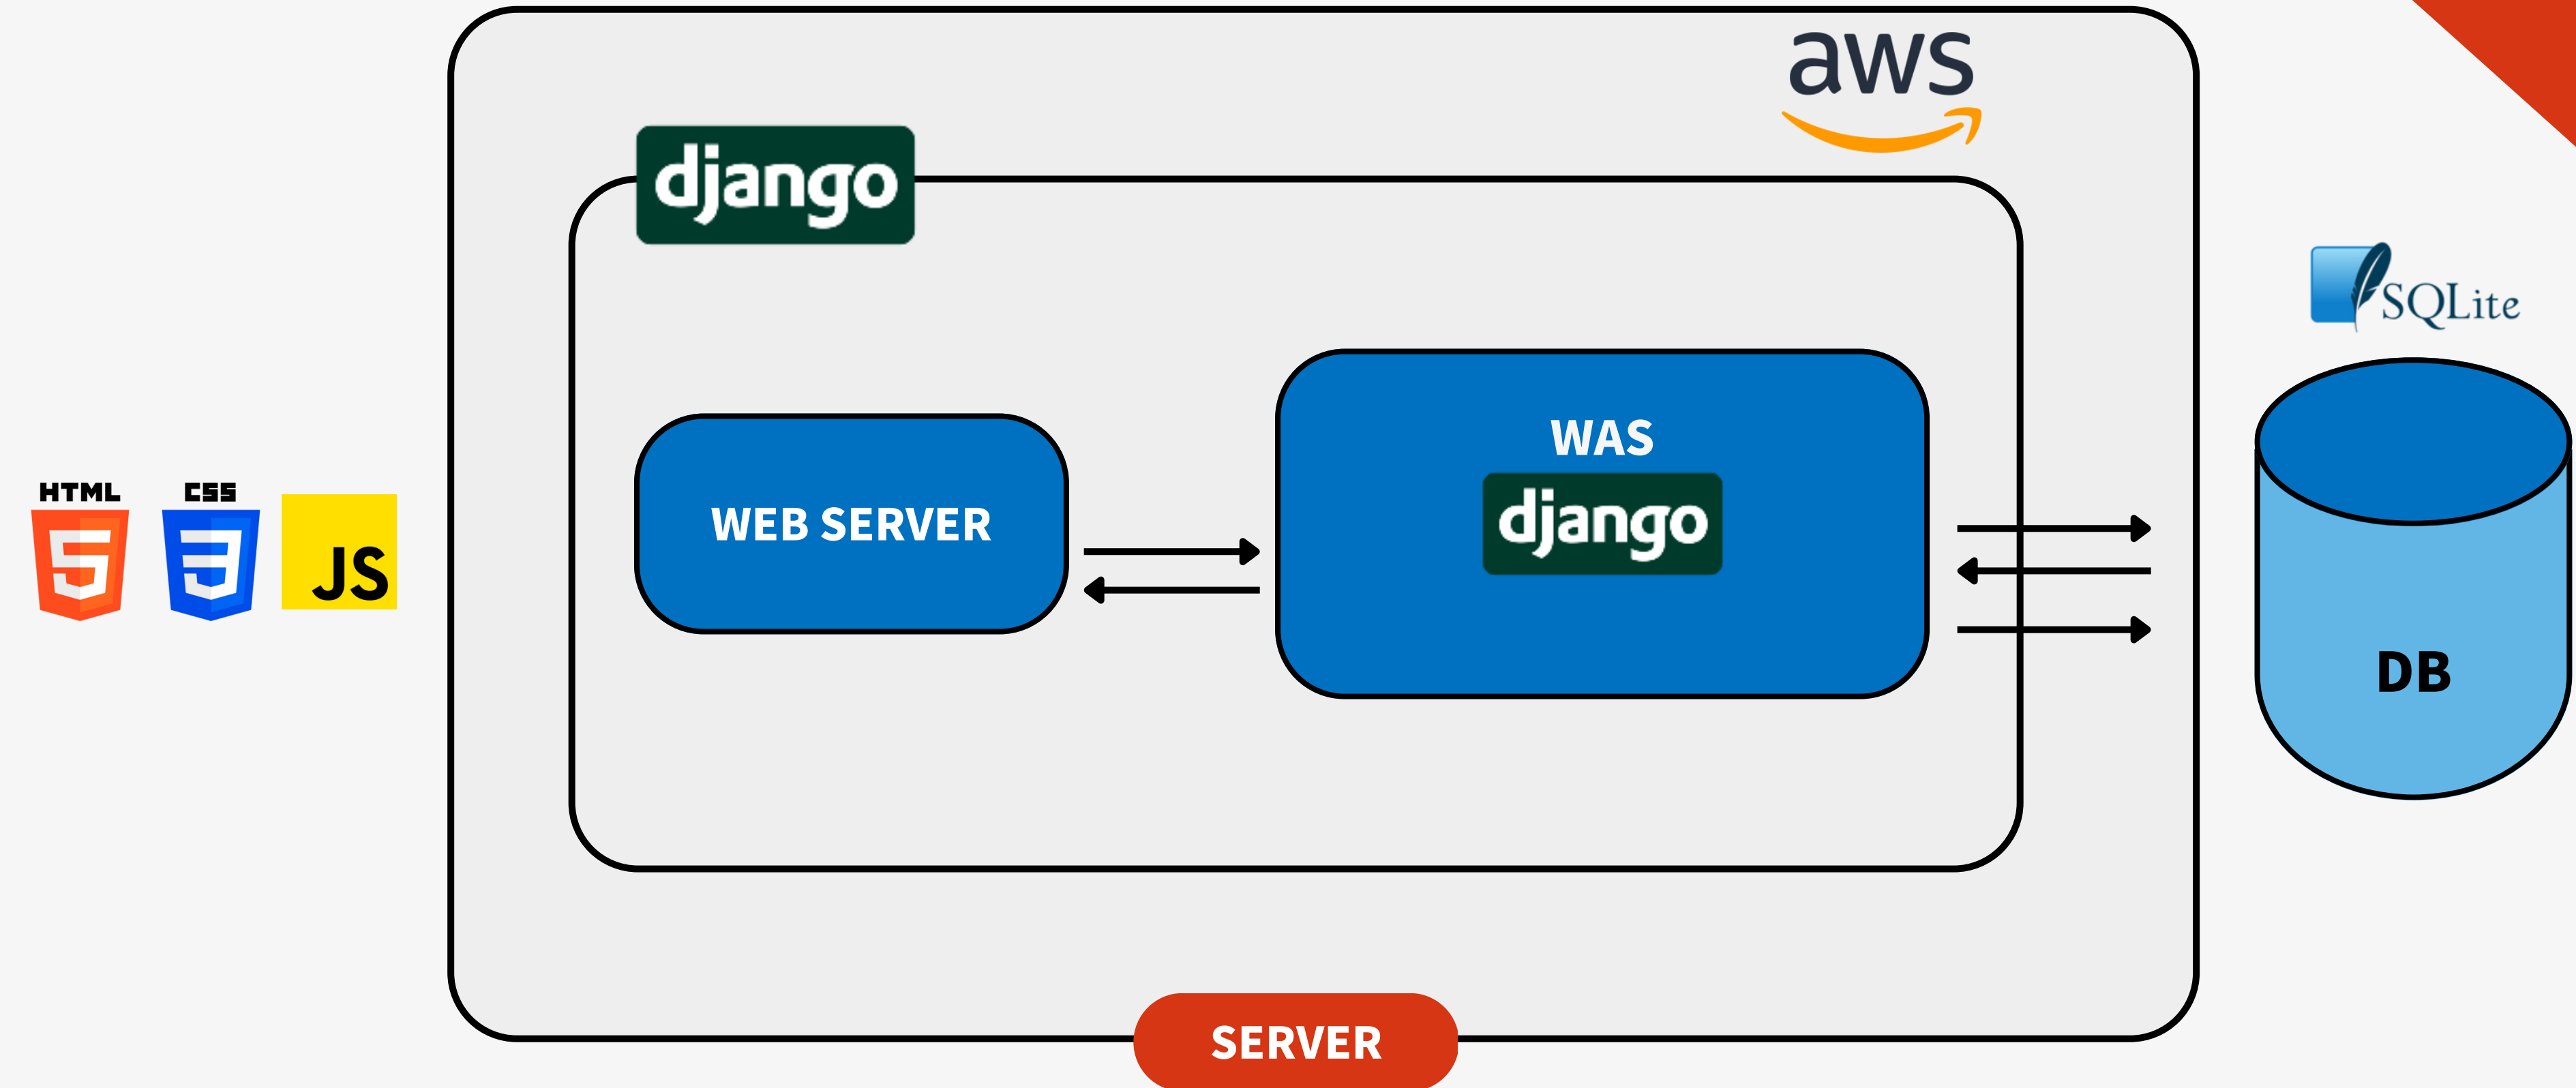 aws
django
SQLite
WAS
HTML
CSS
JS
WEB SERVER
django
DB
SERVER